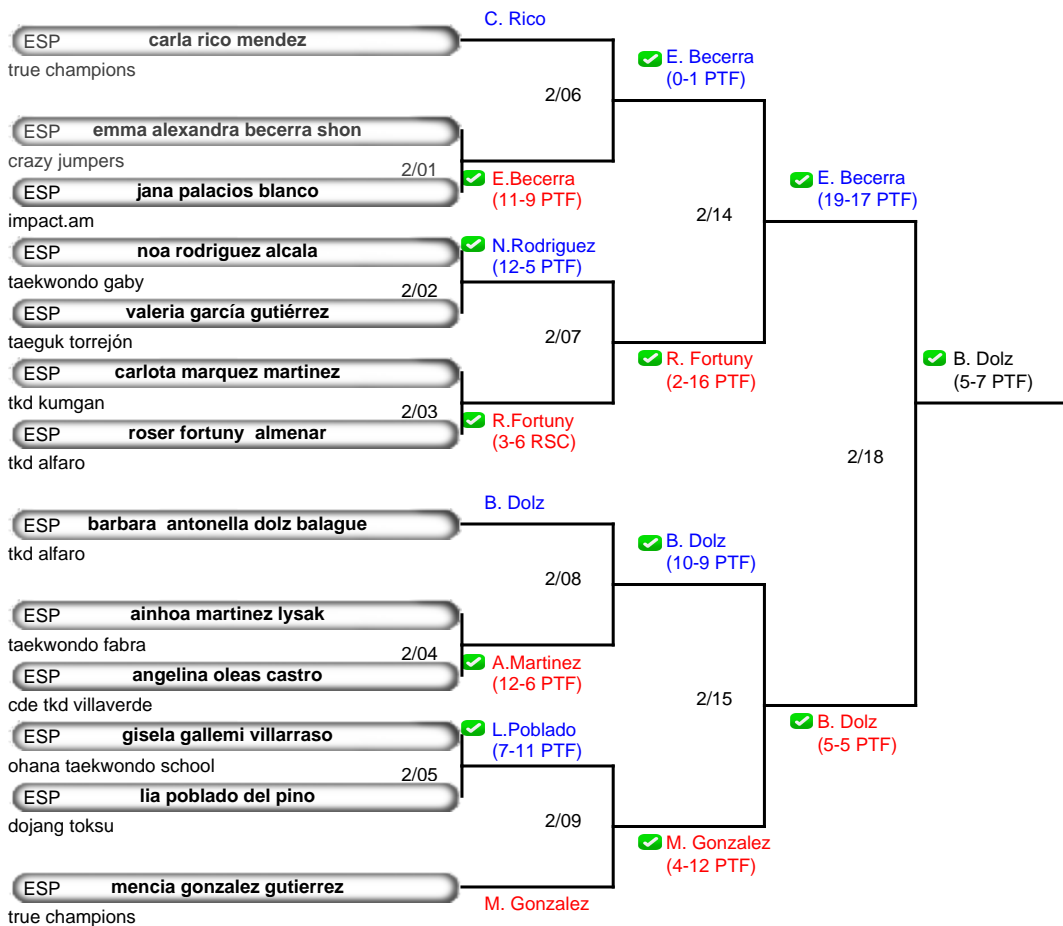 C. Rico
ESP carla rico mendez
true champions
E. Becerra
(0-1 PTF)
2/06
ESP emma alexandra becerra shon
crazy jumpers
2/01
ESP jana palacios blanco
impact.am
E.Becerra
(11-9 PTF)
E. Becerra
(19-17 PTF)
2/14
ESP noa rodriguez alcala
taekwondo gaby
N.Rodriguez
(12-5 PTF)
2/02
ESP valeria garcía gutiérrez
taeguk torrejón
2/07
ESP carlota marquez martinez
tkd kumgan
R. Fortuny
(2-16 PTF)
B. Dolz
(5-7 PTF)
2/03
ESP roser fortuny almenar
tkd alfaro
R.Fortuny
(3-6 RSC)
2/18
B. Dolz
ESP barbara antonella dolz balague
tkd alfaro
B. Dolz
(10-9 PTF)
2/08
ESP ainhoa martinez lysak
taekwondo fabra
2/04
ESP angelina oleas castro
cde tkd villaverde
A.Martinez
(12-6 PTF)
2/15
ESP gisela gallemi villarraso
ohana taekwondo school
L.Poblado
(7-11 PTF)
B. Dolz
(5-5 PTF)
2/05
ESP lia poblado del pino
dojang toksu
2/09
M. Gonzalez
(4-12 PTF)
ESP mencia gonzalez gutierrez
true champions
M. Gonzalez